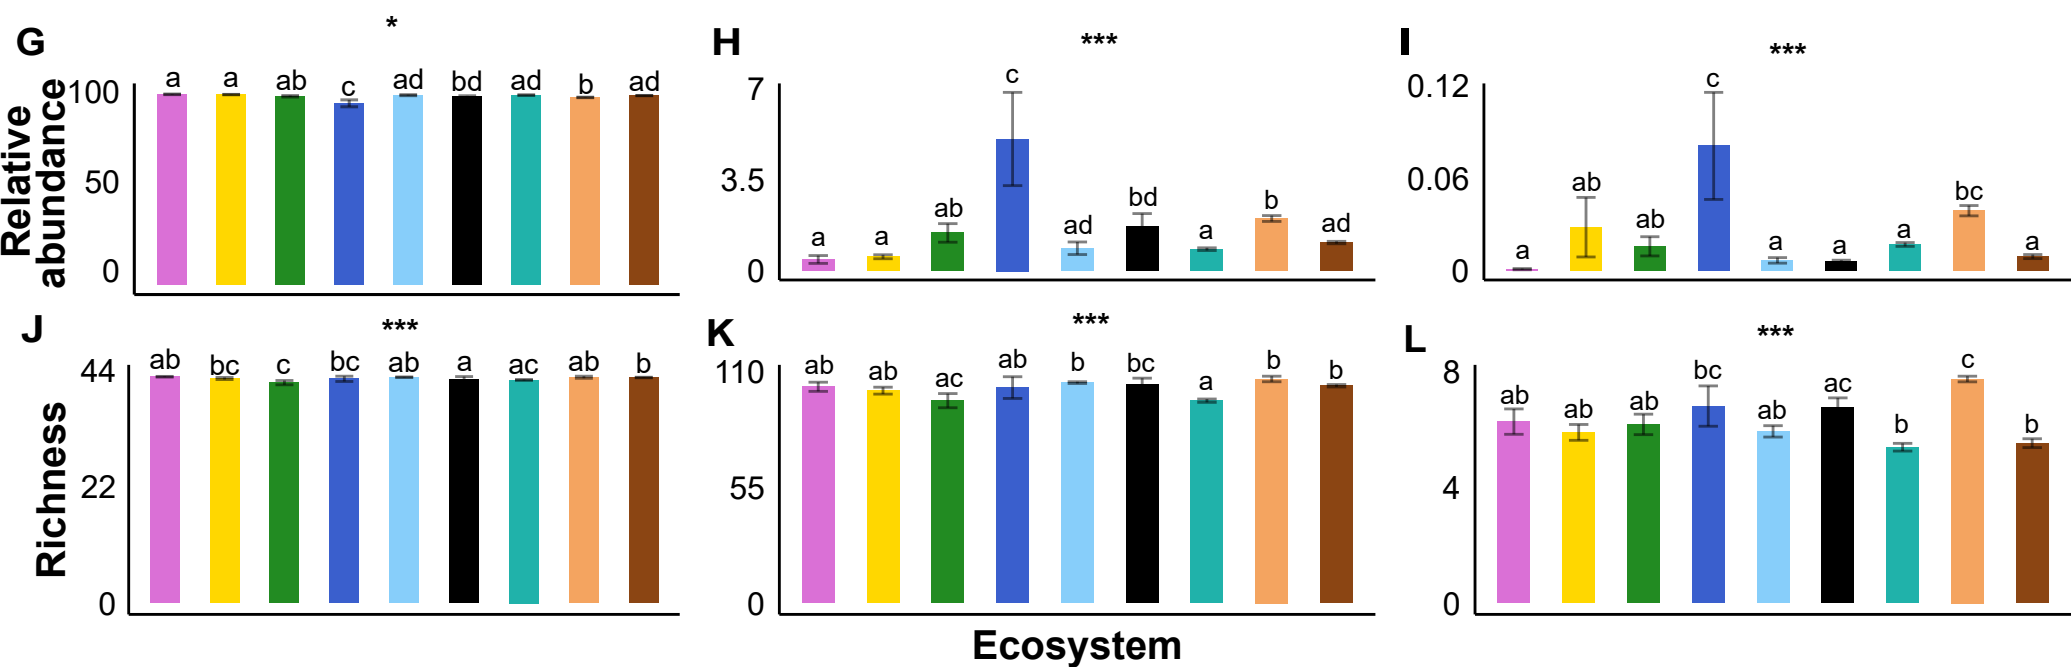 G
*
Relative
abundance
100
50
0
a a ab c ad bd ad b ad
H
***
7
3.5
0
a a ab c ad bd a b ad
I
***
0.12
0.06
0
a ab ab c a a a bc a
J
***
Richness
44
22
0
ab bc c bc ab a ac ab b
K
***
110
55
0
ab ab ac ab b bc a b b
L
***
8
4
0
ab ab ab bc ab ac b c b
Ecosystem